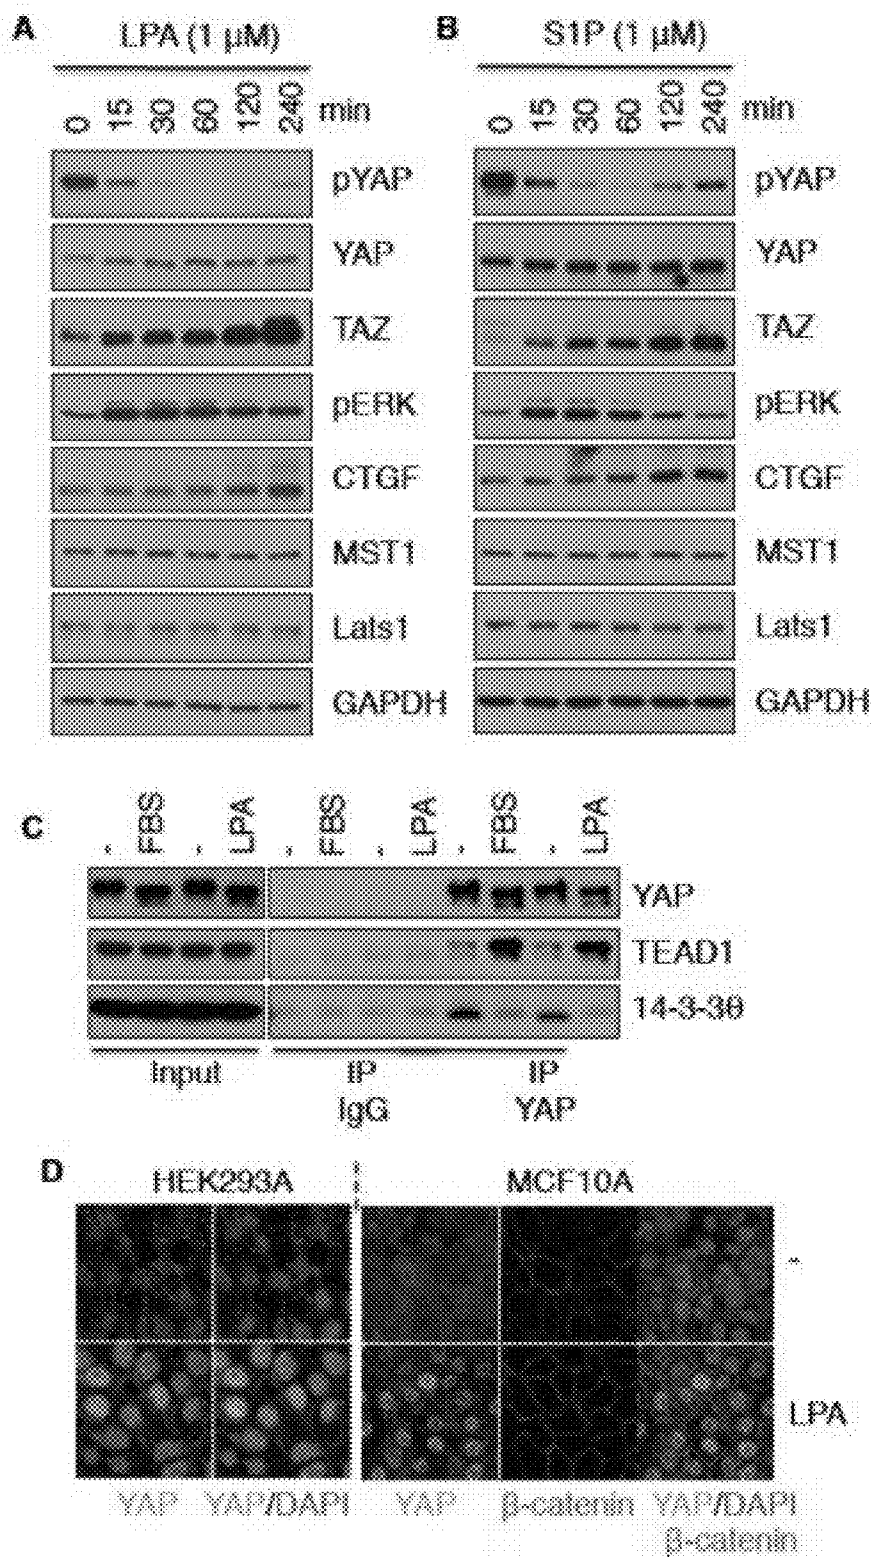 A
LPA (1 µM)
0 15 30 60 120 240 min
pYAP
YAP
TAZ
pERK
CTGF
MST1
Lats1
GAPDH
B
S1P (1 µM)
0 15 30 60 120 240 min
pYAP
YAP
TAZ
pERK
CTGF
MST1
Lats1
GAPDH
C
- FBS - LPA - FBS - LPA - FBS - LPA
YAP
TEAD1
14-3-3θ
Input IP IP
IgG YAP
D
HEK293A MCF10A
-
LPA
YAP YAP/DAPI YAP β-catenin YAP/DAPI
β-catenin